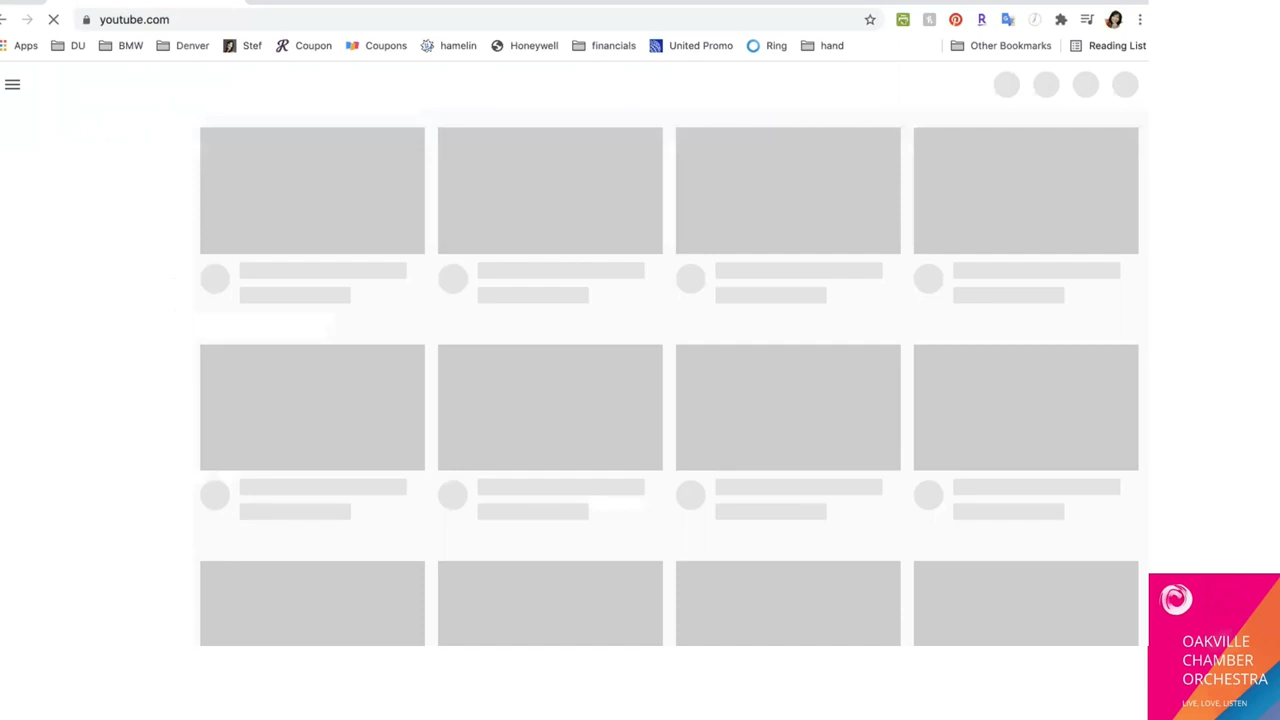 youtube.com
Apps DU BMW Denver Stef Coupon Coupons hamelin Honeywell financials United Promo Ring hand Other Bookmarks Reading List
OAKVILLE
CHAMBER
ORCHESTRA
LIVE, LOVE, LISTEN